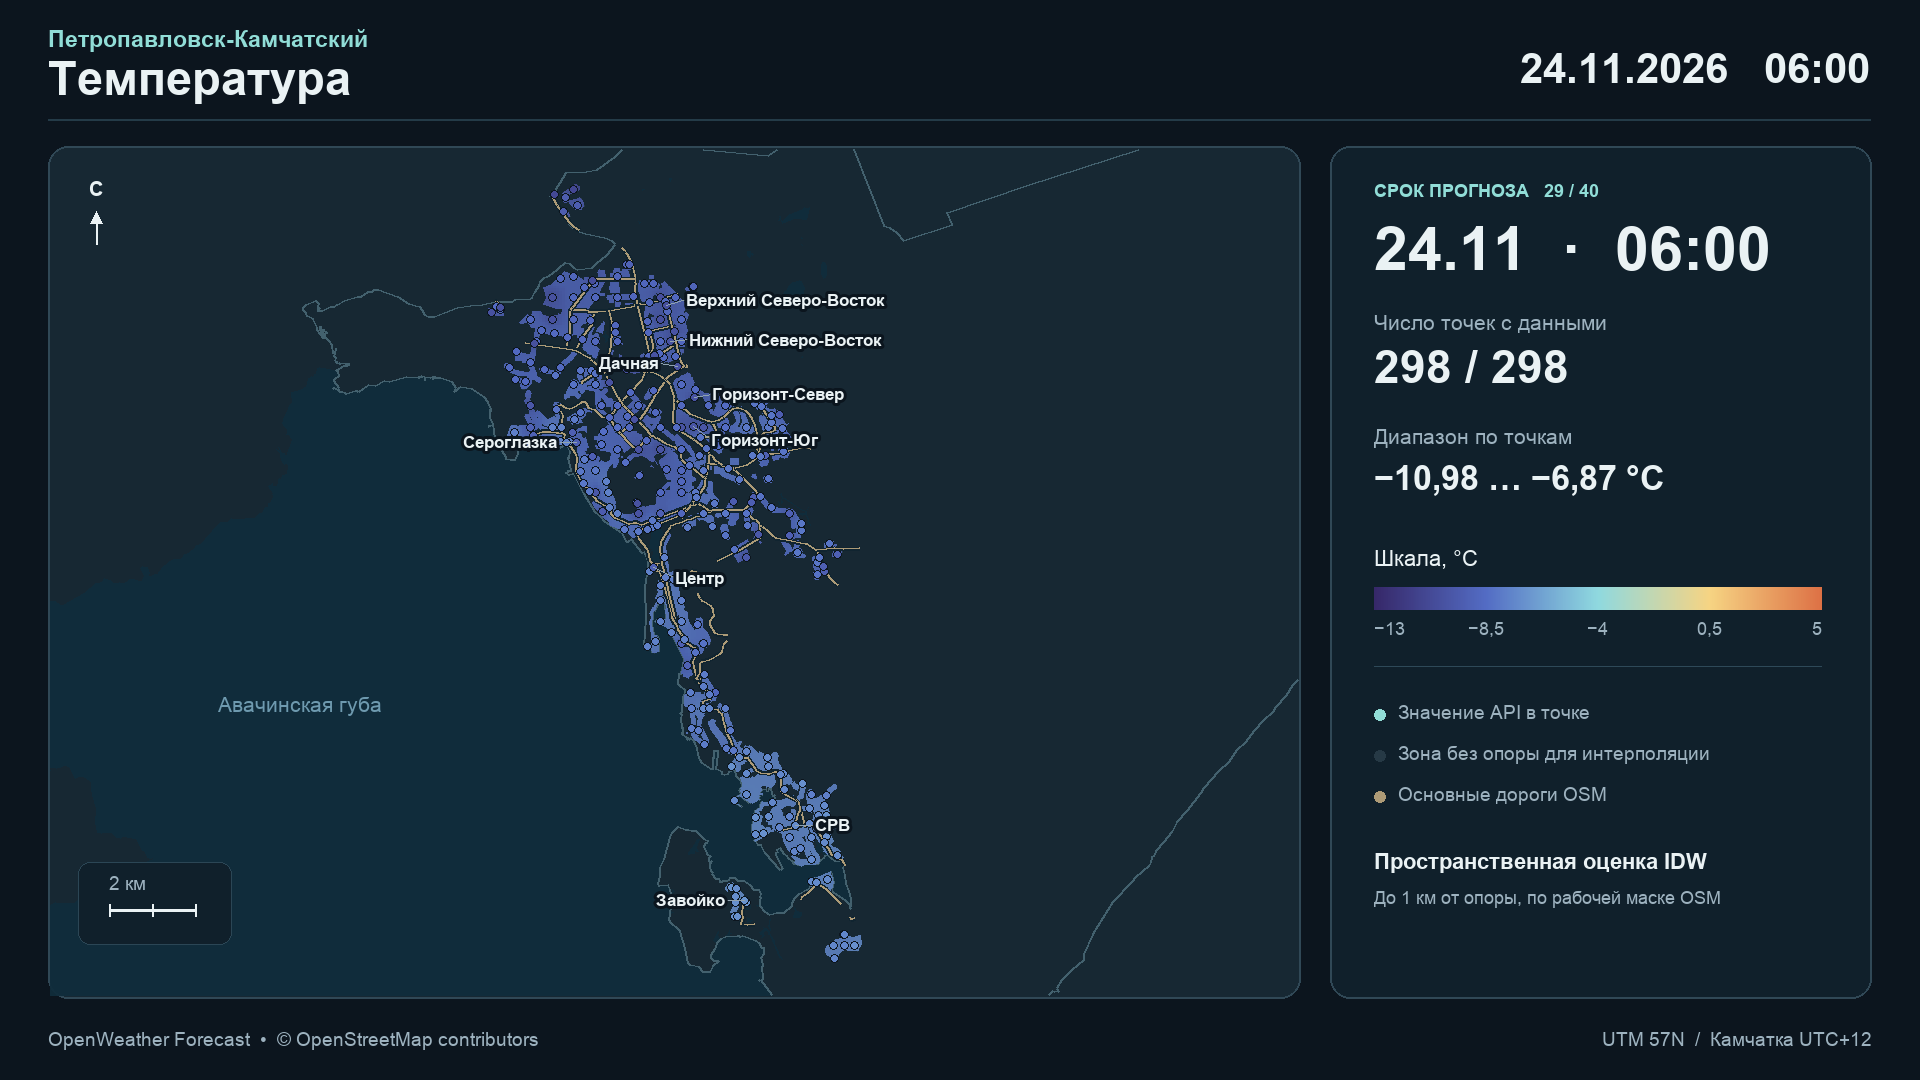 Петропавловск-Камчатский
Температура
24.11.2026 06:00
С
Верхний Северо-Восток
Нижний Северо-Восток
Дачная
Горизонт-Север
Горизонт-Юг
Сероглазка
Центр
Авачинская губа
СРВ
Завойко
2 км
СРОК ПРОГНОЗА 29 / 40
24.11 · 06:00
Число точек с данными
298 / 298
Диапазон по точкам
−10,98 … −6,87 °C
Шкала, °C
−13 −8,5 −4 0,5 5
Значение API в точке
Зона без опоры для интерполяции
Основные дороги OSM
Пространственная оценка IDW
До 1 км от опоры, по рабочей маске OSM
OpenWeather Forecast • © OpenStreetMap contributors
UTM 57N / Камчатка UTC+12